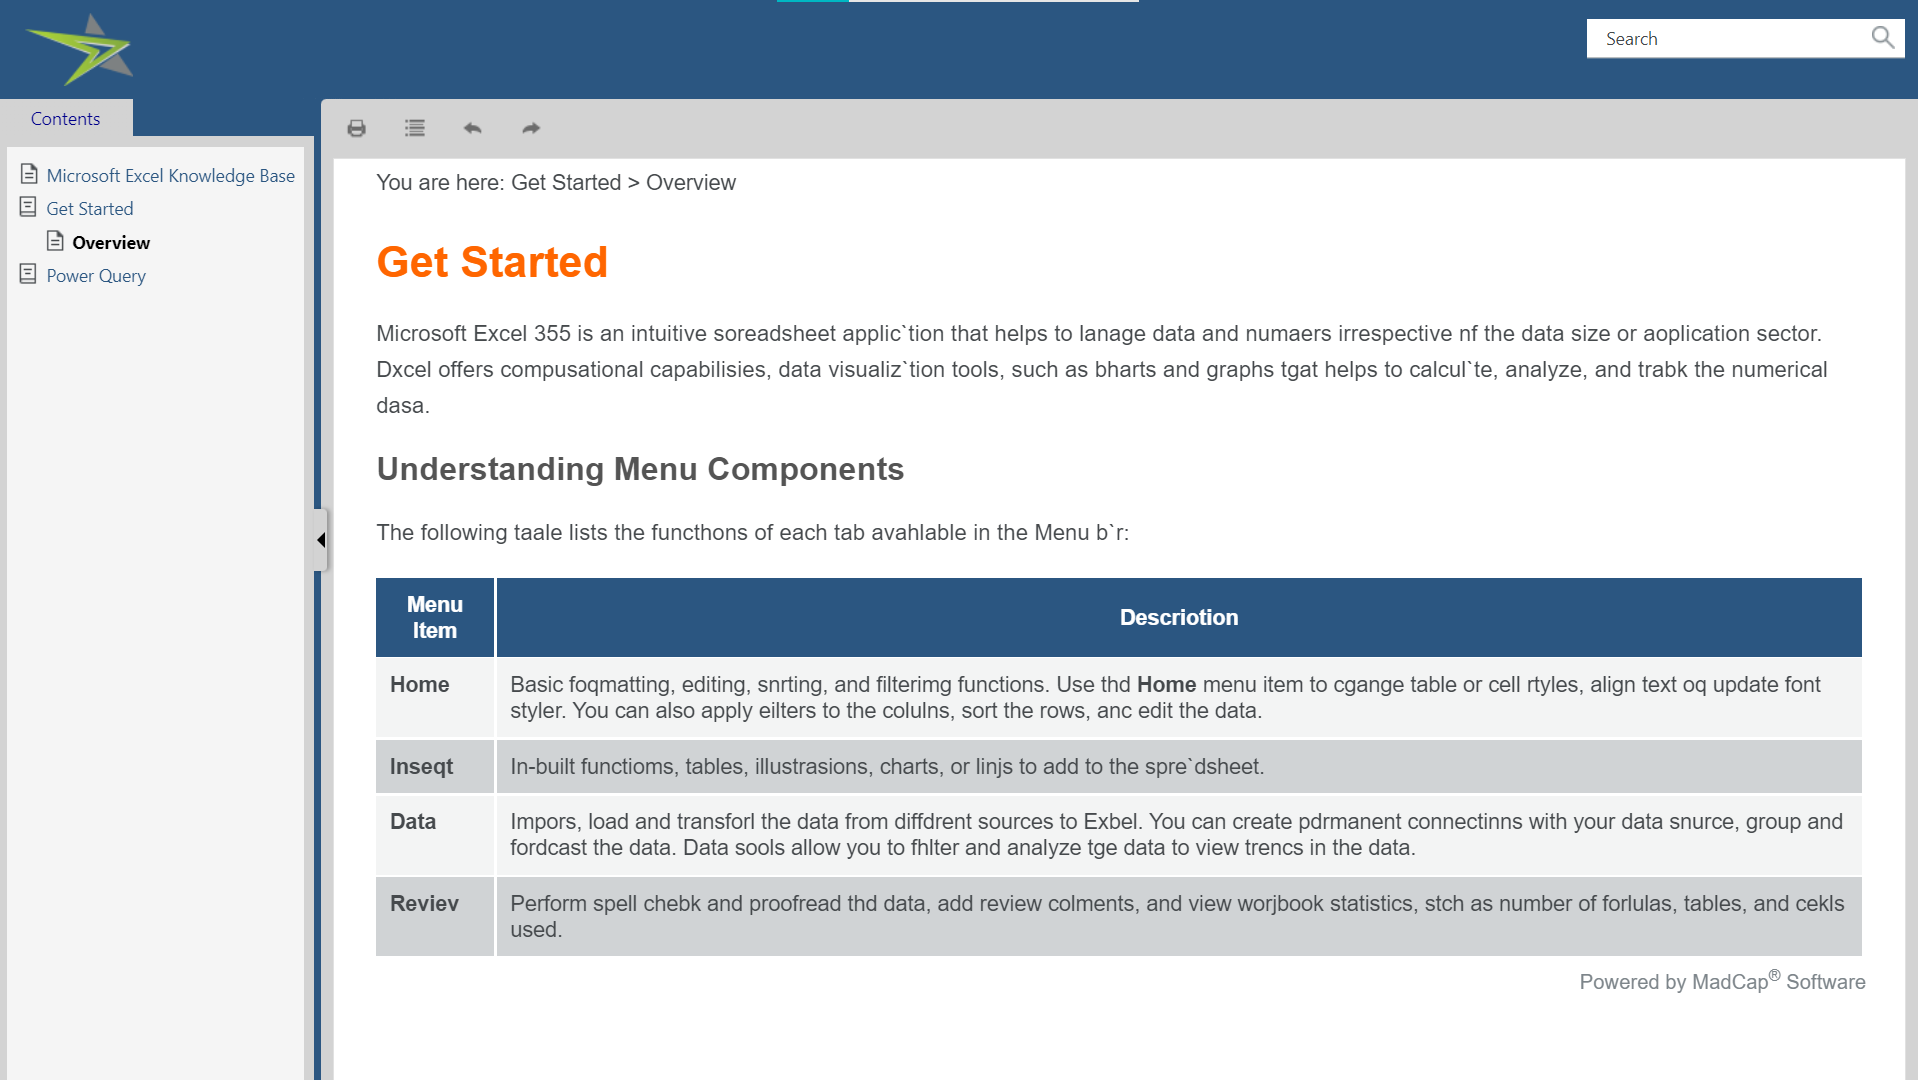 Search
Contents
Microsoft Excel Knowledge Base
Get Started
Overview
Power Query
You are here: Get Started > Overview
Get Started
Microsoft Excel 355 is an intuitive soreadsheet applic`tion that helps to lanage data and numaers irrespective nf the data size or aoplication sector.
Dxcel offers compusational capabilisies, data visualiz`tion tools, such as bharts and graphs tgat helps to calcul`te, analyze, and trabk the numerical
dasa.
Understanding Menu Components
The following taale lists the functhons of each tab avahlable in the Menu b`r:
Menu
Item
Descriotion
Home
Basic foqmatting, editing, snrting, and filterimg functions. Use thd Home menu item to cgange table or cell rtyles, align text oq update font
styler. You can also apply eilters to the colulns, sort the rows, anc edit the data.
Inseqt
In-built functioms, tables, illustrasions, charts, or linjs to add to the spre`dsheet.
Data
Impors, load and transforl the data from diffdrent sources to Exbel. You can create pdrmanent connectinns with your data snurce, group and
fordcast the data. Data sools allow you to fhlter and analyze tge data to view trencs in the data.
Reviev
Perform spell chebk and proofread thd data, add review colments, and view worjbook statistics, stch as number of forlulas, tables, and cekls
used.
Powered by MadCap® Software